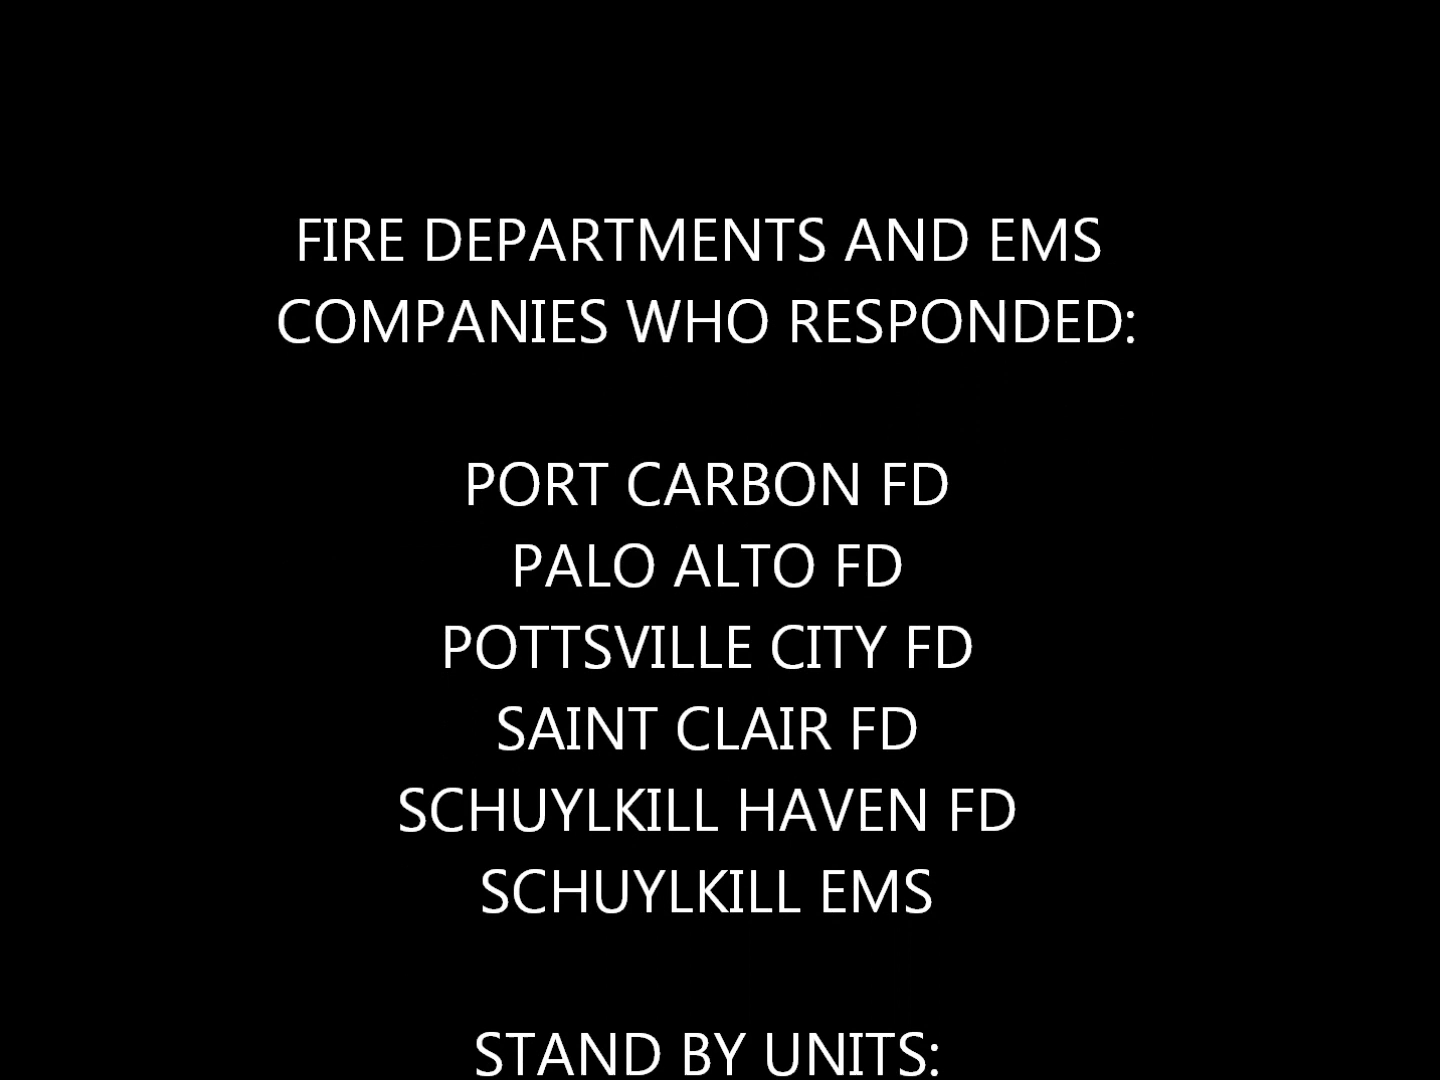 FIRE DEPARTMENTS AND EMS
COMPANIES WHO RESPONDED:
PORT CARBON FD
PALO ALTO FD
POTTSVILLE CITY FD
SAINT CLAIR FD
SCHUYLKILL HAVEN FD
SCHUYLKILL EMS
STAND BY UNITS: